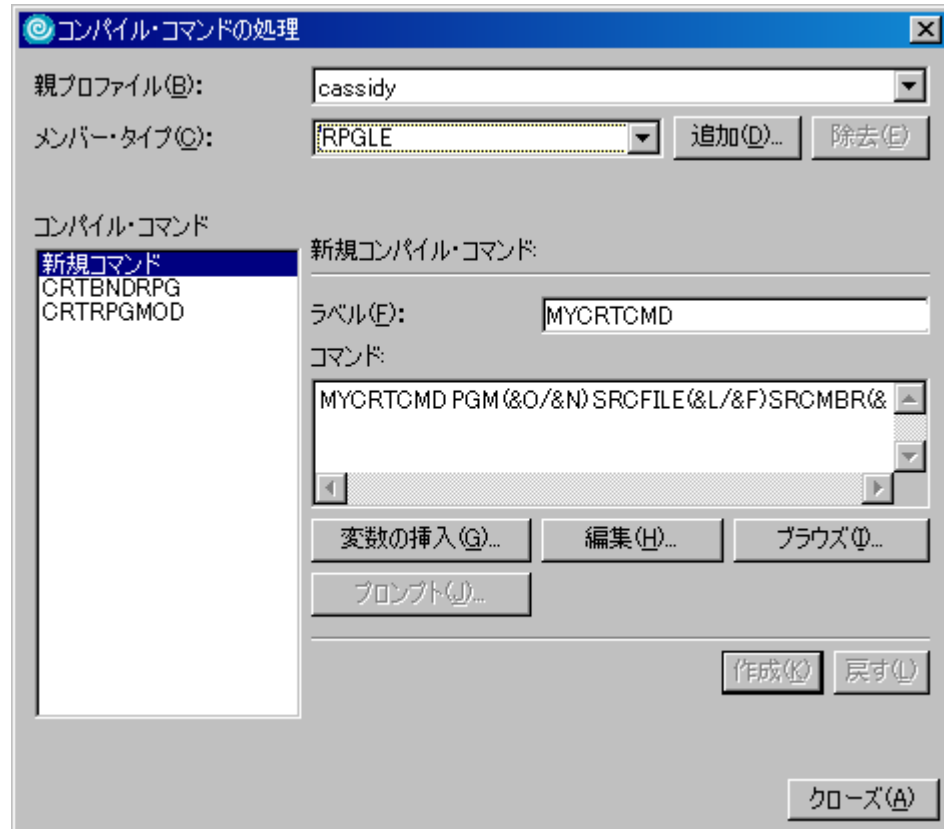 コンパイル・コマンドの処理
親プロファイル(B): cassidy
メンバー・タイプ(C): RPGLE 追加(D)... 除去(E)
コンパイル・コマンド
新規コマンド
CRTBNDRPG
CRTRPGMOD
新規コンパイル・コマンド:
ラベル(F): MYCRTCMD
コマンド:
MYCRTCMD PGM(&O/&N) SRCFILE(&L/&F)SRCMBR(&
変数の挿入(G)... 編集(H)... ブラウズ(I)...
プロンプト(J)...
作成(K) 戻す(L)
クローズ(A)